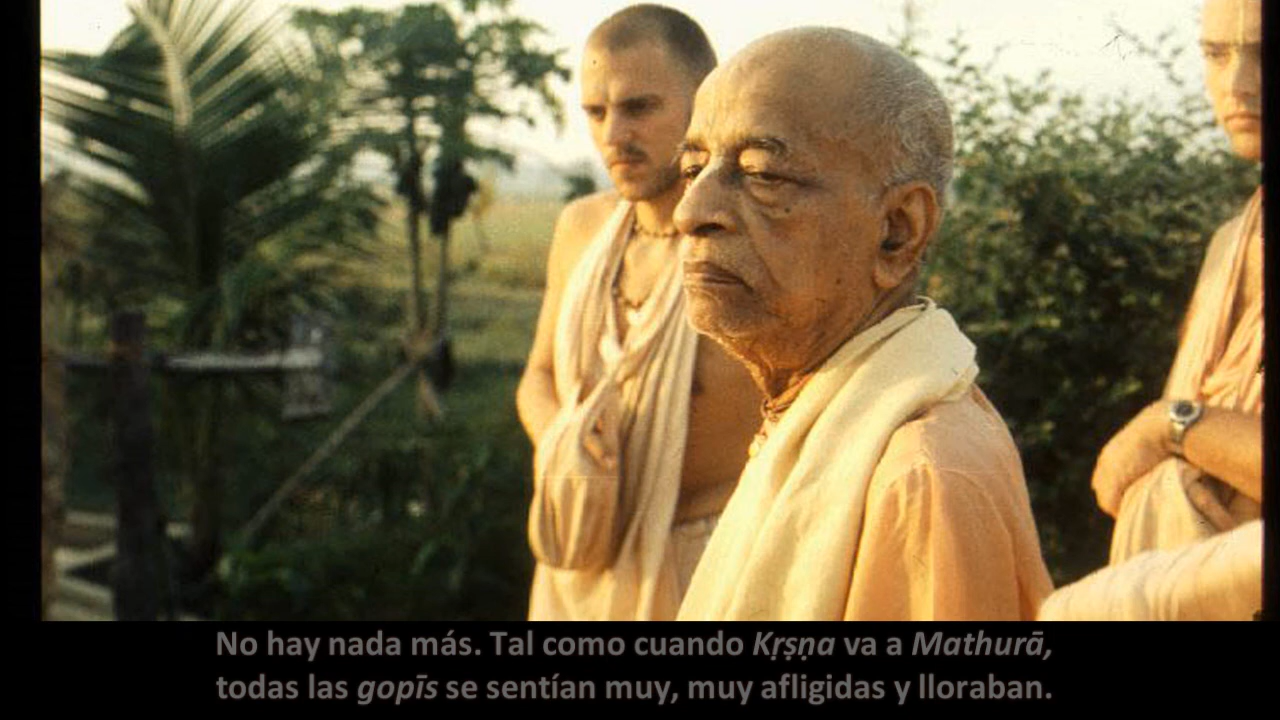 No hay nada más. Tal como cuando Kṛṣṇa va a Mathurā,
todas las gopīs se sentían muy, muy afligidas y lloraban.